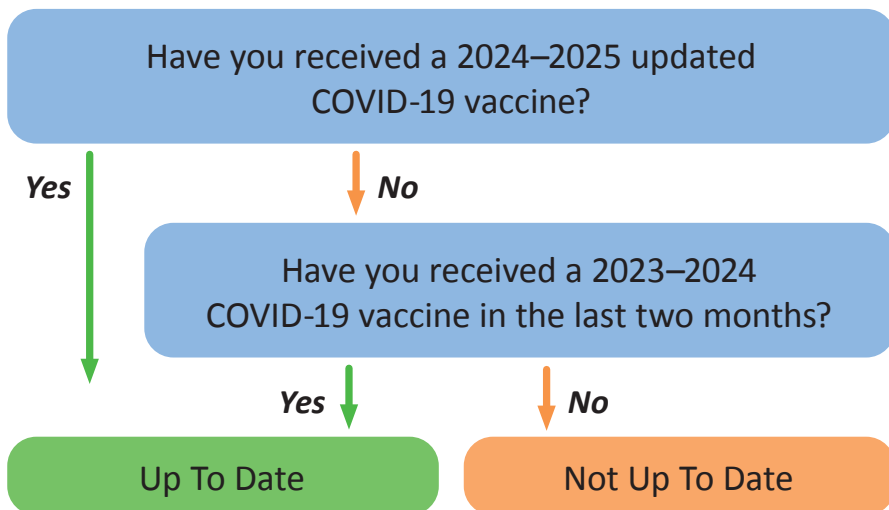 Have you received a 2024–2025 updated
COVID-19 vaccine?
Yes
No
Have you received a 2023–2024
COVID-19 vaccine in the last two months?
Yes
No
Up To Date
Not Up To Date